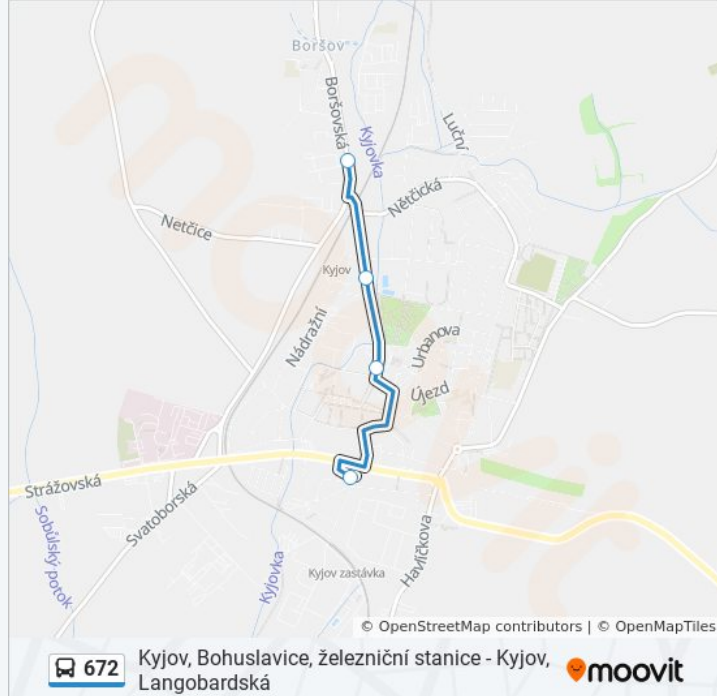 Boršov
Boršovská
Kyjovka
Luční
Nětčická
Netčice
Kyjov
Nádražní
Urbanova
Újezd
Strážovská
Svatoborská
Sobůlský potok
Kyjovka
Kyjov zastávka
Havlíčkova
© OpenStreetMap contributors | © OpenMapTiles
672
Kyjov, Bohuslavice, železniční stanice - Kyjov,
Langobardská
moovit